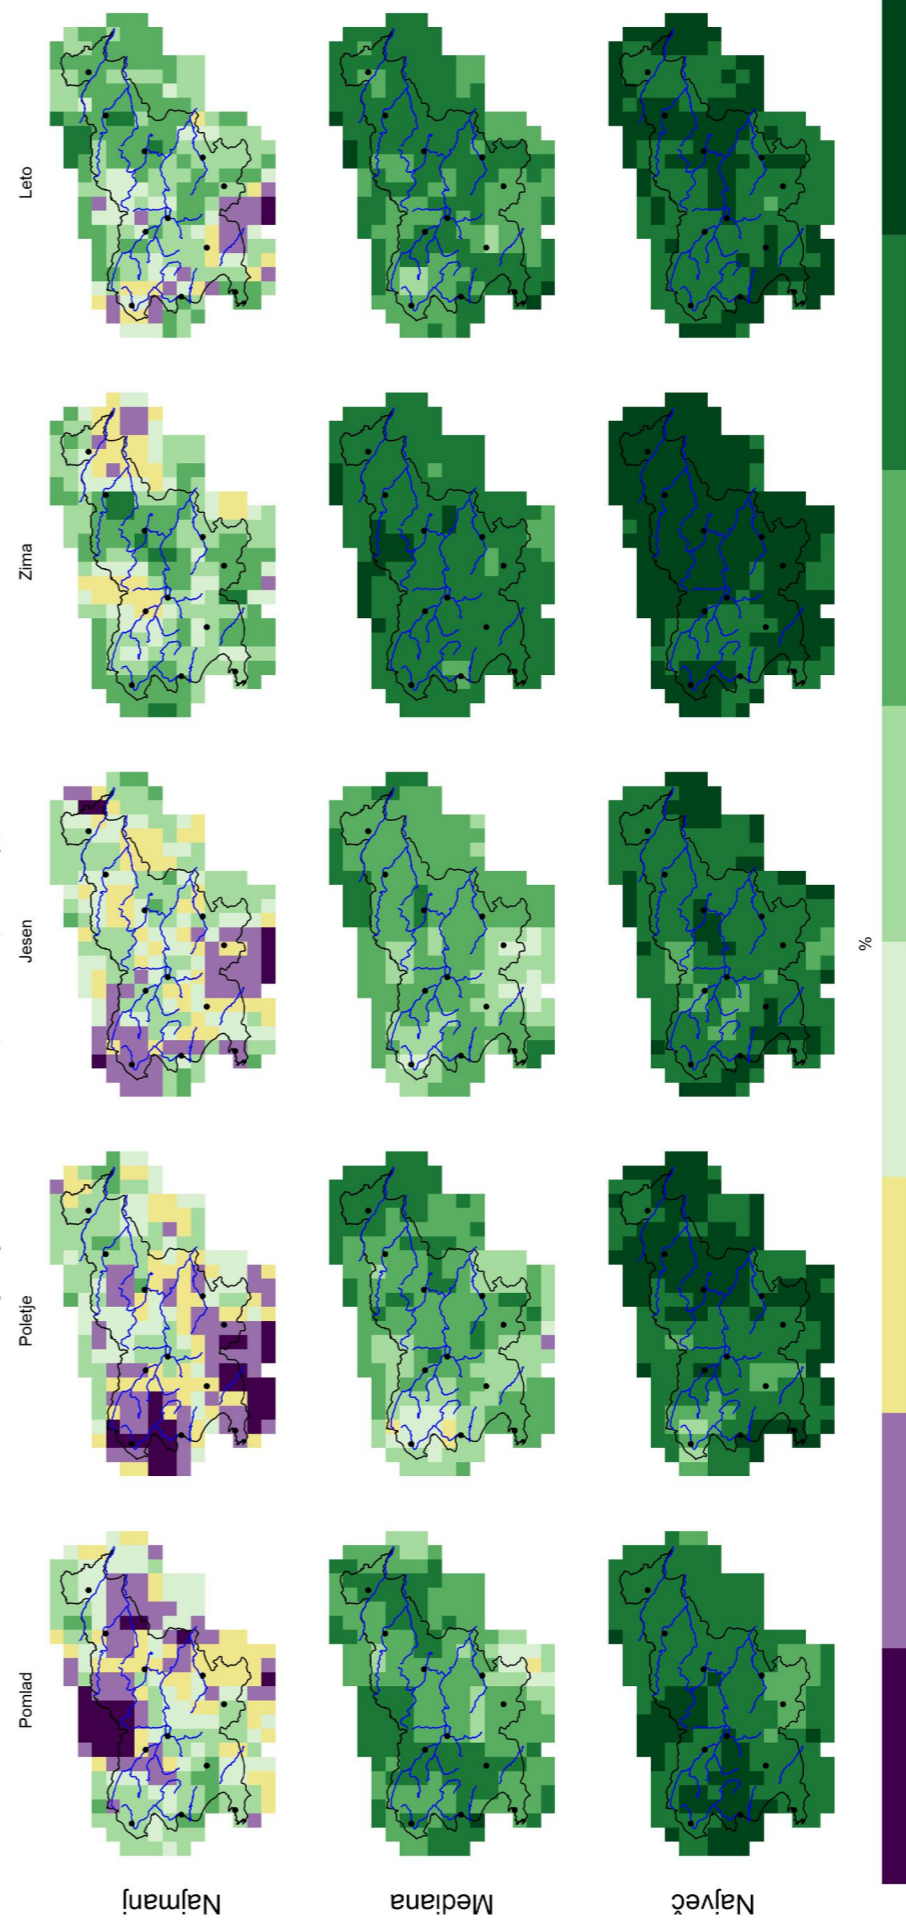 Leto
Zima
Jesen
Poletje
Pomlad
Najmanj
Mediana
Največ
%